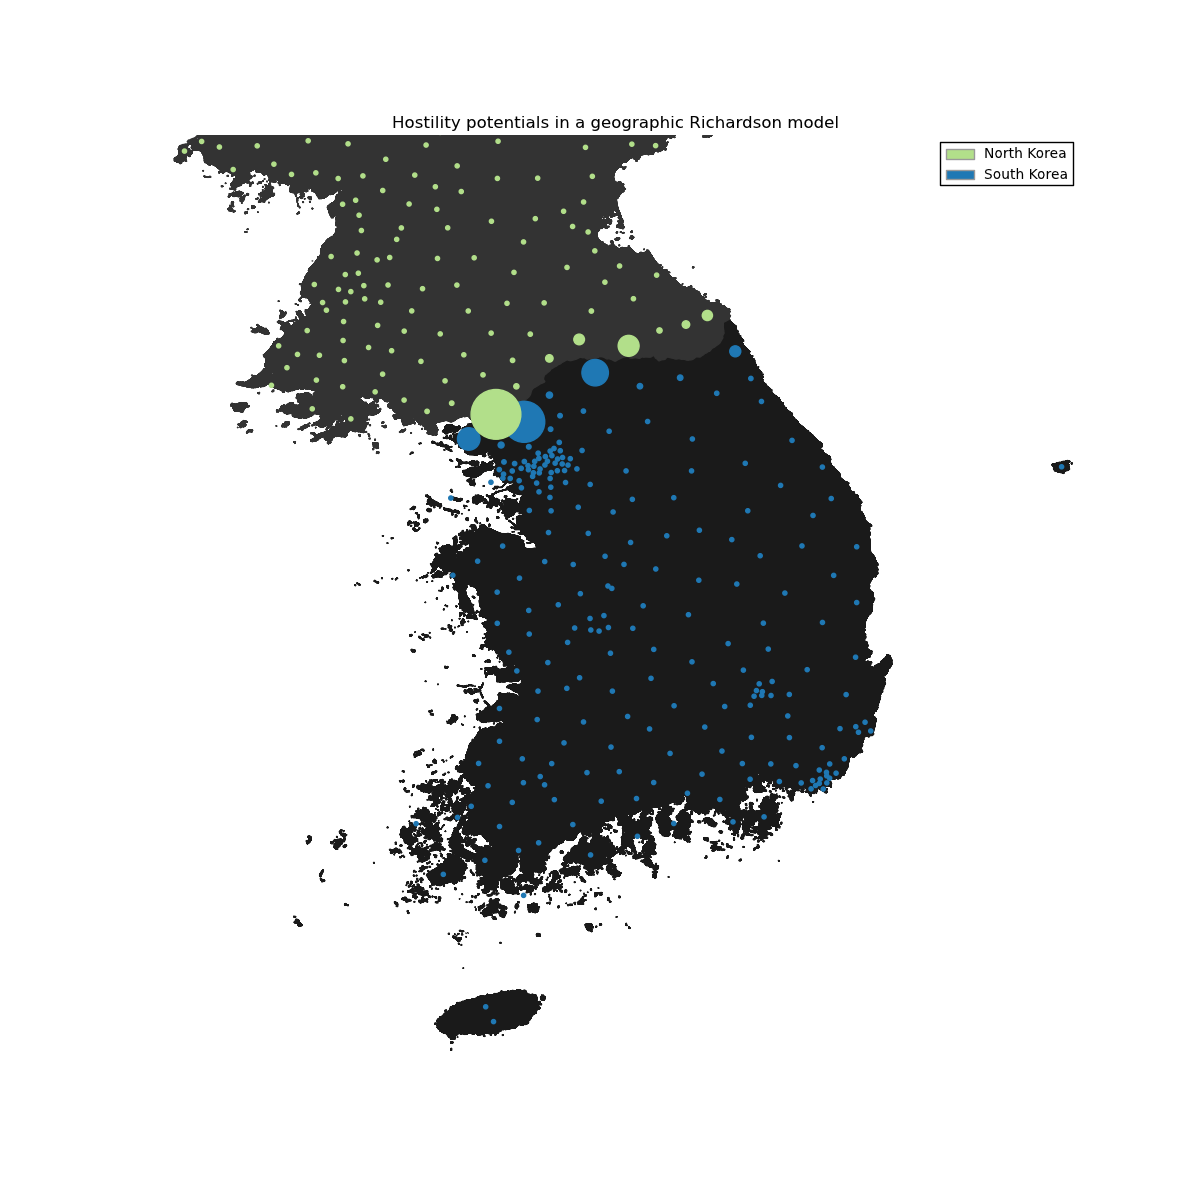 Hostility potentials in a geographic Richardson model
North Korea
South Korea